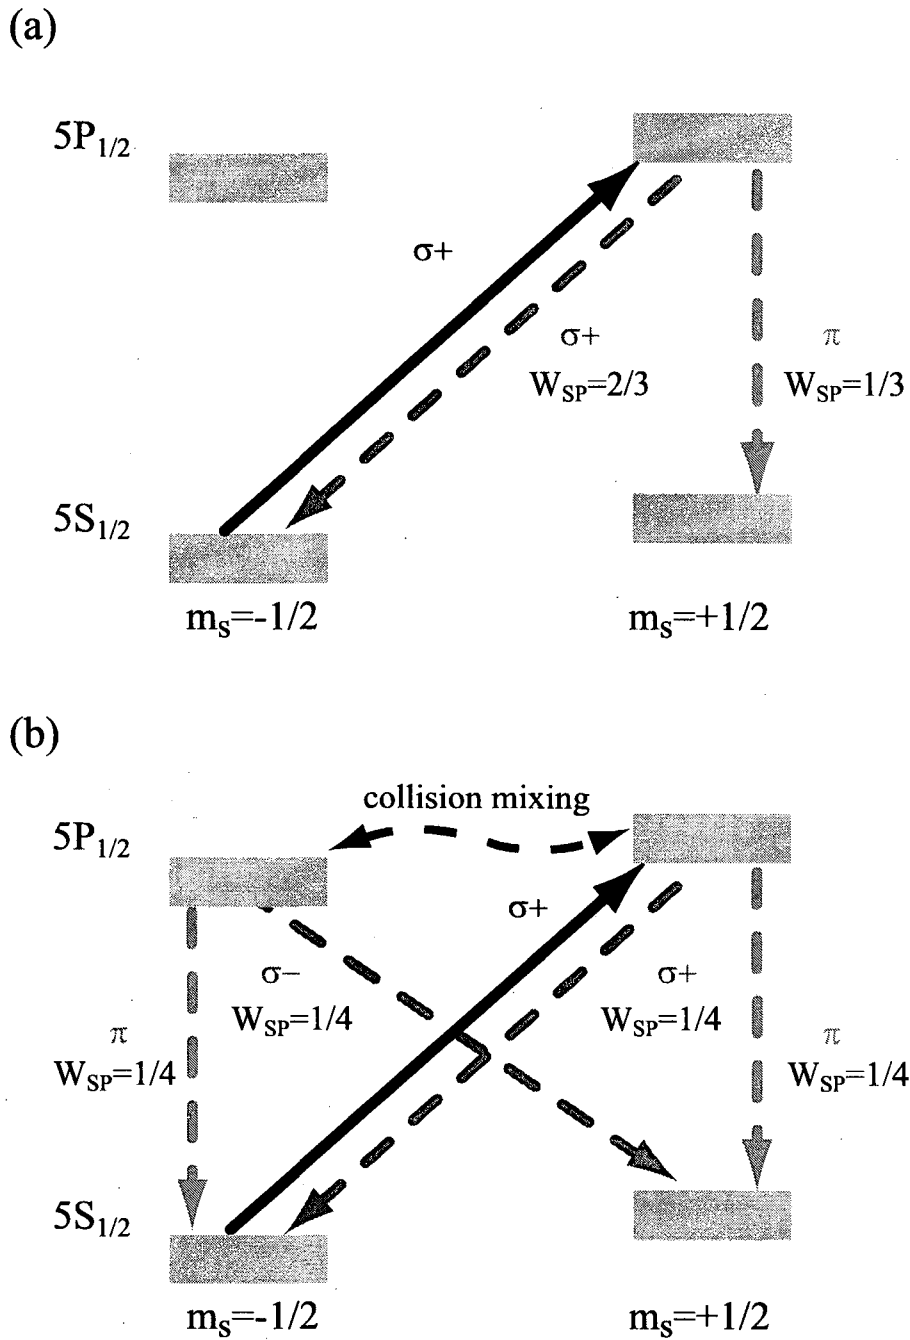 (a)
5P1/2
σ+
σ+
WSP=2/3
π
WSP=1/3
5S1/2
ms=-1/2
ms=+1/2
(b)
collision mixing
5P1/2
σ+
σ−
WSP=1/4
σ+
WSP=1/4
π
WSP=1/4
π
WSP=1/4
5S1/2
ms=-1/2
ms=+1/2